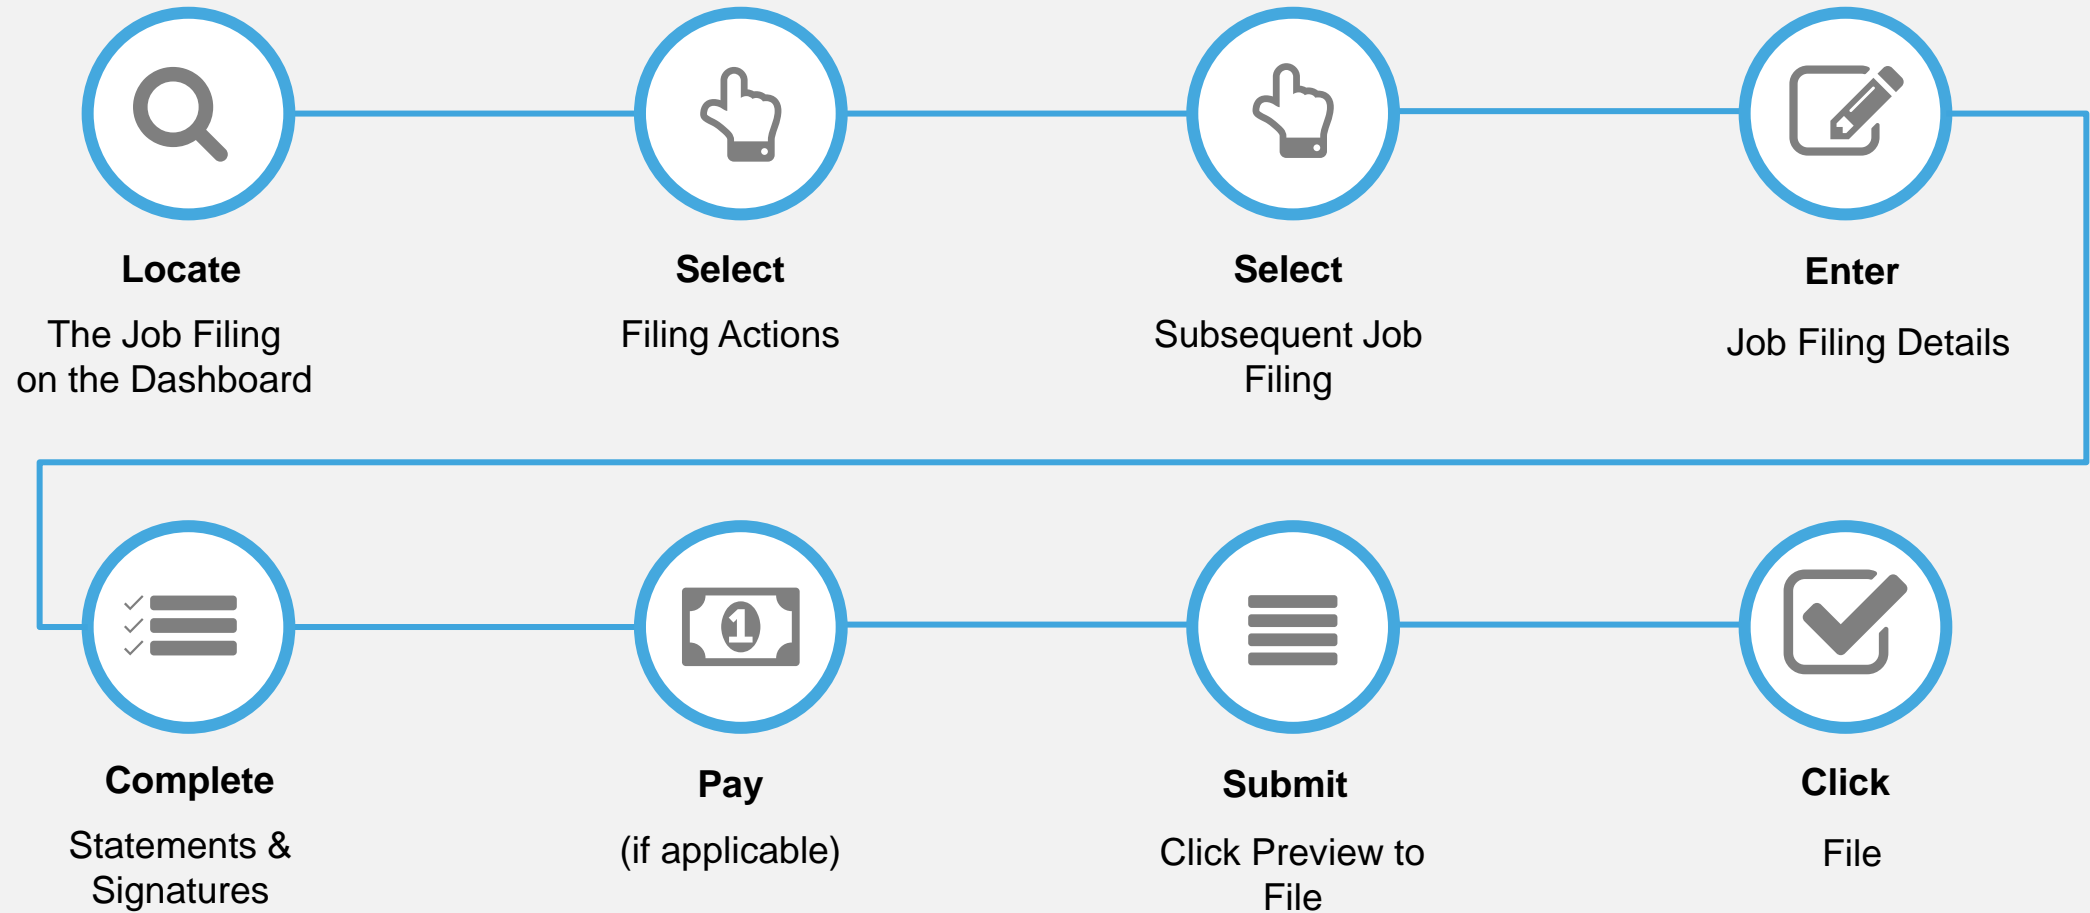 Locate
The Job Filing
on the Dashboard
Select
Filing Actions
Select
Subsequent Job
Filing
Enter
Job Filing Details
Complete
Statements &
Signatures
1
Pay
(if applicable)
Submit
Click Preview to
File
Click
File